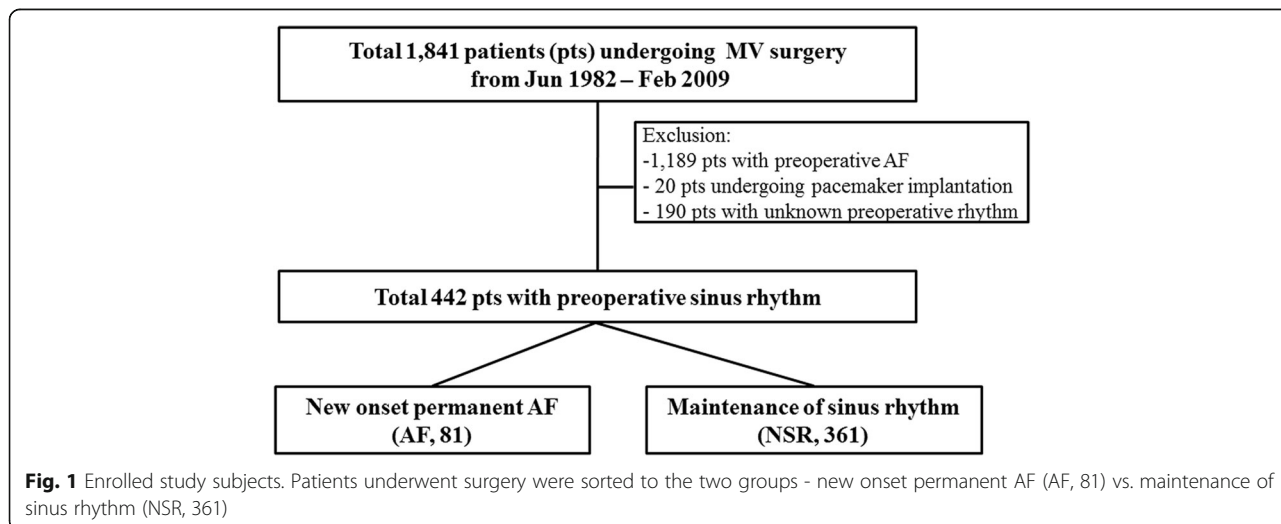 Total 1,841 patients (pts) undergoing MV surgery
from Jun 1982 – Feb 2009
Exclusion:
-1,189 pts with preoperative AF
- 20 pts undergoing pacemaker implantation
- 190 pts with unknown preoperative rhythm
Total 442 pts with preoperative sinus rhythm
New onset permanent AF
(AF, 81)
Maintenance of sinus rhythm
(NSR, 361)
Fig. 1 Enrolled study subjects. Patients underwent surgery were sorted to the two groups - new onset permanent AF (AF, 81) vs. maintenance of
sinus rhythm (NSR, 361)